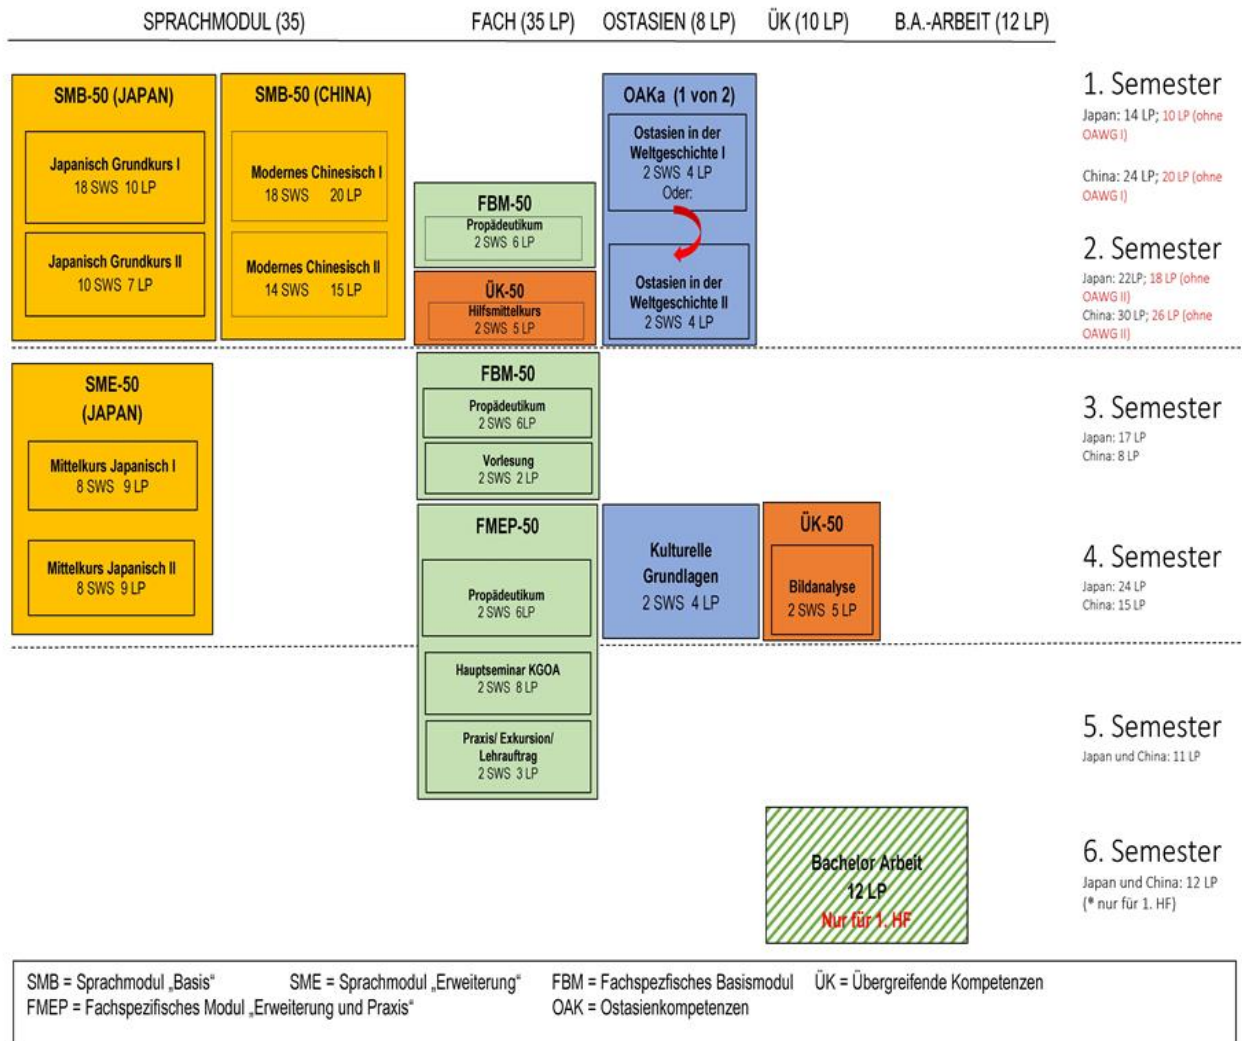 SPRACHMODUL (35)
FACH (35 LP)
OSTASIEN (8 LP)
ÜK (10 LP)
B.A.-ARBEIT (12 LP)
SMB-50 (JAPAN)
Japanisch Grundkurs I
18 SWS 10 LP
Japanisch Grundkurs II
10 SWS 7 LP
SMB-50 (CHINA)
Modernes Chinesisch I
18 SWS 20 LP
Modernes Chinesisch II
14 SWS 15 LP
FBM-50
Propädeutikum
2 SWS 6 LP
ÜK-50
Hilfsmittelkurs
2 SWS 5 LP
OAKa (1 von 2)
Ostasien in der
Weltgeschichte I
2 SWS 4 LP
Oder:
Ostasien in der
Weltgeschichte II
2 SWS 4 LP
1. Semester
Japan: 14 LP; 10 LP (ohne
OAWG I)
China: 24 LP; 20 LP (ohne
OAWG I)
2. Semester
Japan: 22LP; 18 LP (ohne
OAWG II)
China: 30 LP; 26 LP (ohne
OAWG II)
SME-50
(JAPAN)
Mittelkurs Japanisch I
8 SWS 9 LP
Mittelkurs Japanisch II
8 SWS 9 LP
FBM-50
Propädeutikum
2 SWS 6LP
Vorlesung
2 SWS 2 LP
3. Semester
Japan: 17 LP
China: 8 LP
FMEP-50
Propädeutikum
2 SWS 6LP
Hauptseminar KGOA
2 SWS 8 LP
Praxis/ Exkursion/
Lehrauftrag
2 SWS 3 LP
Kulturelle
Grundlagen
2 SWS 4 LP
ÜK-50
Bildanalyse
2 SWS 5 LP
4. Semester
Japan: 24 LP
China: 15 LP
5. Semester
Japan und China: 11 LP
Bachelor Arbeit
12 LP
Nur für 1. HF
6. Semester
Japan und China: 12 LP
(* nur für 1. HF)
SMB = Sprachmodul „Basis“ SME = Sprachmodul „Erweiterung“ FBM = Fachspezfisches Basismodul ÜK = Übergreifende Kompetenzen
FMEP = Fachspezifisches Modul „Erweiterung und Praxis“ OAK = Ostasienkompetenzen